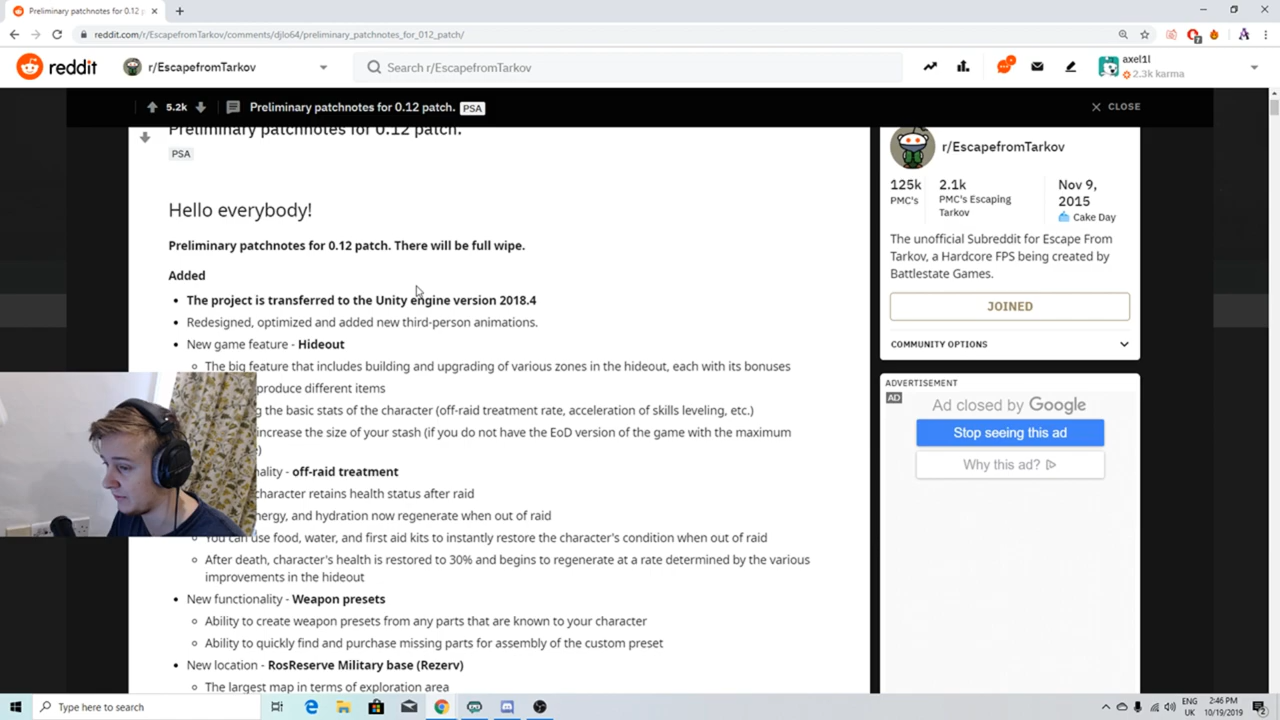 Preliminary patchnotes for 0.12 p
reddit.com/r/EscapefromTarkov/comments/djlo64/preliminary_patchnotes_for_012_patch/
reddit
r/EscapefromTarkov
Search r/EscapefromTarkov
axel1l
2.3k karma
5.2k
Preliminary patchnotes for 0.12 patch.
PSA
CLOSE
Preliminary patchnotes for 0.12 patch.
PSA
Hello everybody!
Preliminary patchnotes for 0.12 patch. There will be full wipe.
Added
• The project is transferred to the Unity engine version 2018.4
• Redesigned, optimized and added new third-person animations.
• New game feature - Hideout
The big feature that includes building and upgrading of various zones in the hideout, each with its bonuses
produce different items
the basic stats of the character (off-raid treatment rate, acceleration of skills leveling, etc.)
increase the size of your stash (if you do not have the EoD version of the game with the maximum
- off-raid treatment
character retains health status after raid
and hydration now regenerate when out of raid
You can use food, water, and first aid kits to instantly restore the character's condition when out of raid
After death, character's health is restored to 30% and begins to regenerate at a rate determined by the various
improvements in the hideout
• New functionality - Weapon presets
Ability to create weapon presets from any parts that are known to your character
Ability to quickly find and purchase missing parts for assembly of the custom preset
• New location - RosReserve Military base (Rezerv)
The largest map in terms of exploration area
r/EscapefromTarkov
125k
PMC's
2.1k
PMC's Escaping
Tarkov
Nov 9,
2015
Cake Day
The unofficial Subreddit for Escape From
Tarkov, a Hardcore FPS being created by
Battlestate Games.
JOINED
COMMUNITY OPTIONS
ADVERTISEMENT
AD
Ad closed by Google
Stop seeing this ad
Why this ad?
Type here to search
ENG
UK
2:46 PM
10/19/2019
2